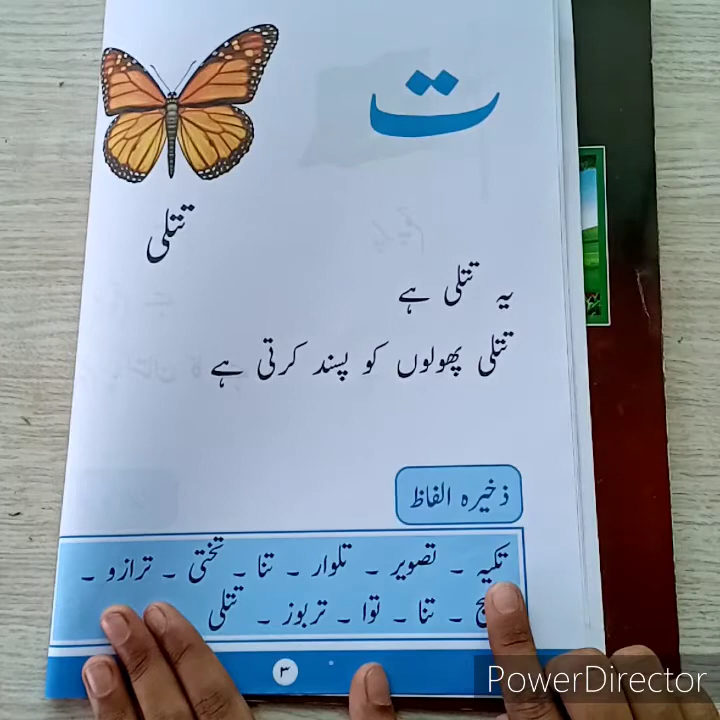 ت
تتلی
یہ تتلی ہے
تتلی پھولوں کو پسند کرتی ہے
ذخیرہ الفاظ
تکیہ ۔ تصویر ۔ تلوار ۔ تنا ۔ تختی ۔ ترازو ۔
۔ تنا ۔ توا ۔ تربوز ۔ تتلی
۳
PowerDirector